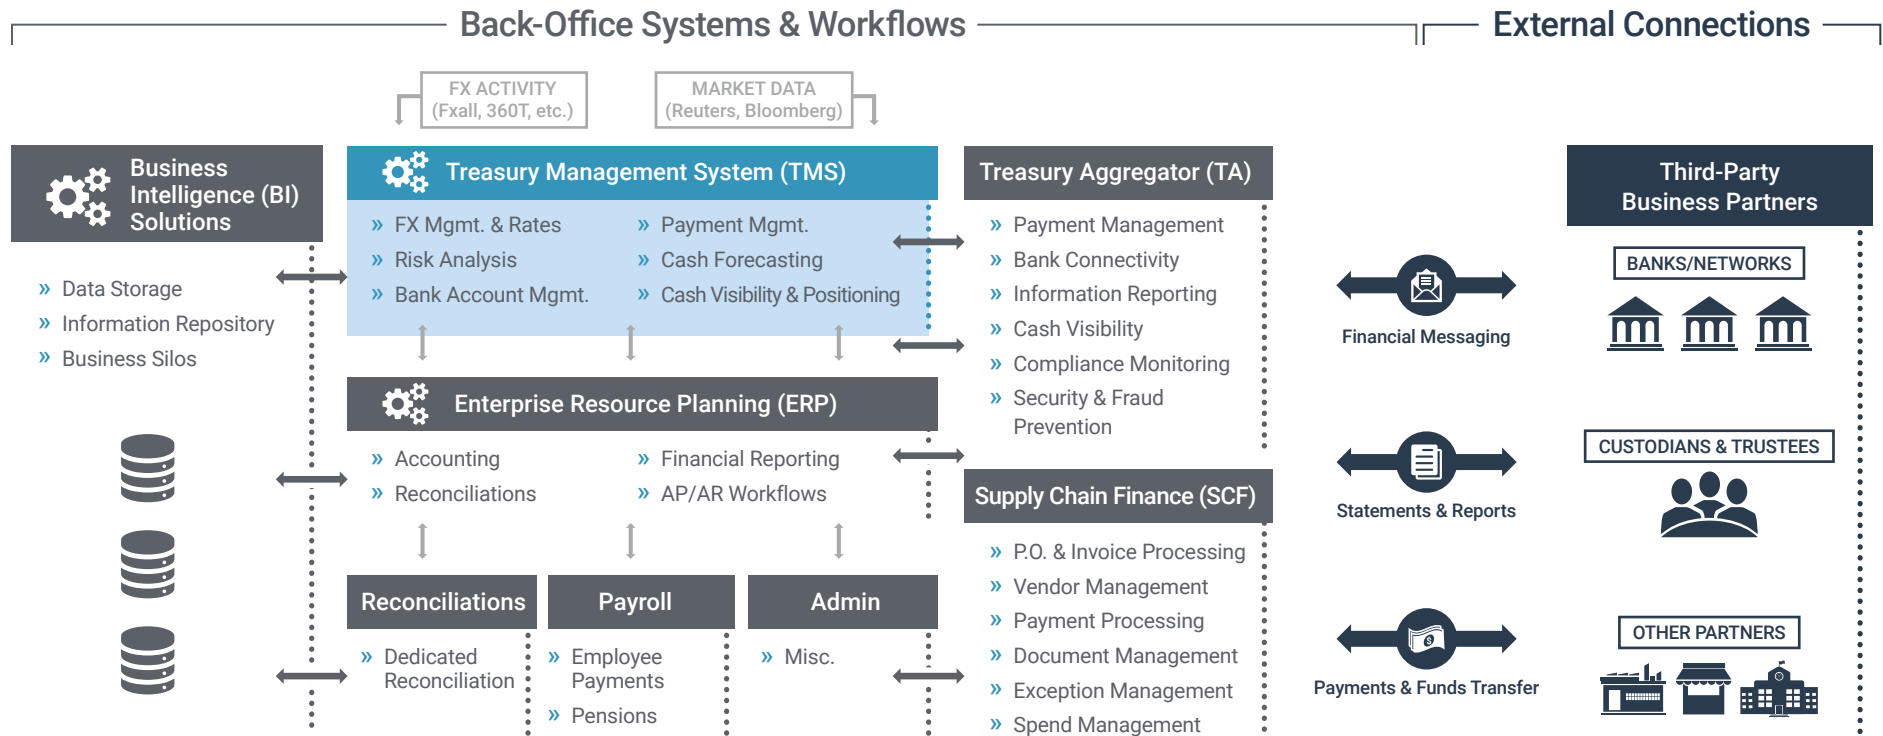 Back-Office Systems & Workflows
External Connections
FX ACTIVITY
(Fxall, 360T, etc.)
MARKET DATA
(Reuters, Bloomberg)
Business
Intelligence (BI)
Solutions
» Data Storage
» Information Repository
» Business Silos
Treasury Management System (TMS)
» FX Mgmt. & Rates
» Risk Analysis
» Bank Account Mgmt.
» Payment Mgmt.
» Cash Forecasting
» Cash Visibility & Positioning
Enterprise Resource Planning (ERP)
» Accounting
» Reconciliations
» Financial Reporting
» AP/AR Workflows
Reconciliations
» Dedicated
Reconciliation
Payroll
» Employee
Payments
» Pensions
Admin
» Misc.
Treasury Aggregator (TA)
» Payment Management
» Bank Connectivity
» Information Reporting
» Cash Visibility
» Compliance Monitoring
» Security & Fraud
Prevention
Supply Chain Finance (SCF)
» P.O. & Invoice Processing
» Vendor Management
» Payment Processing
» Document Management
» Exception Management
» Spend Management
Financial Messaging
Statements & Reports
$
Payments & Funds Transfer
Third-Party
Business Partners
BANKS/NETWORKS
CUSTODIANS & TRUSTEES
OTHER PARTNERS